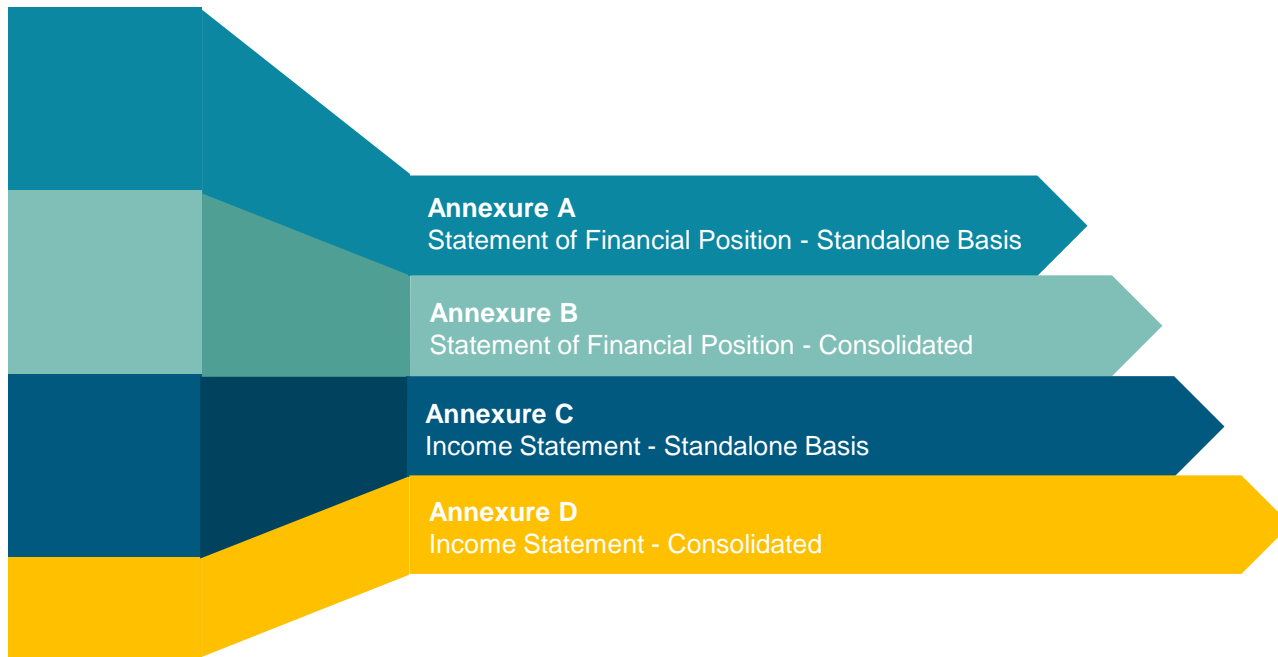 Annexure A
Statement of Financial Position - Standalone Basis
Annexure B
Statement of Financial Position - Consolidated
Annexure C
Income Statement - Standalone Basis
Annexure D
Income Statement - Consolidated